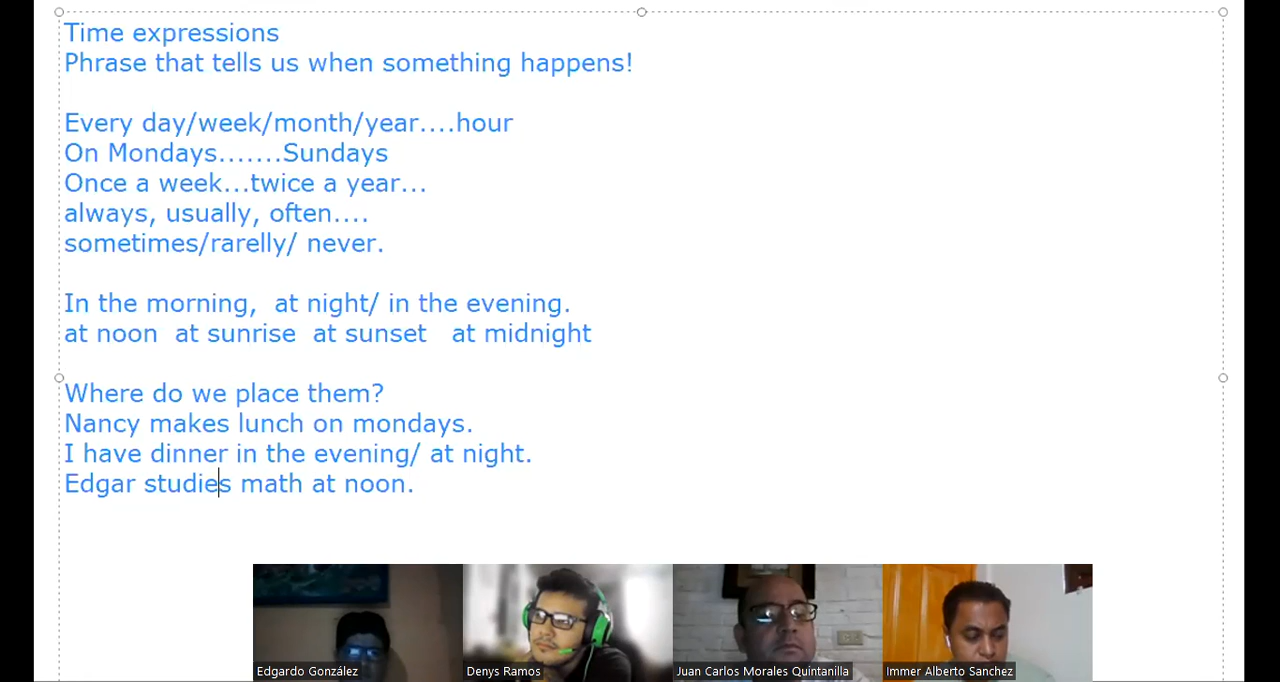 Time expressions
Phrase that tells us when something happens!
Every day/week/month/year....hour
On Mondays.......Sundays
Once a week...twice a year...
always, usually, often....
sometimes/rarelly/ never.
In the morning,  at night/ in the evening.
at noon  at sunrise  at sunset   at midnight
Where do we place them?
Nancy makes lunch on mondays.
I have dinner in the evening/ at night.
Edgar studies math at noon.
Edgardo González
Denys Ramos
Juan Carlos Morales Quintanilla
Immer Alberto Sanchez